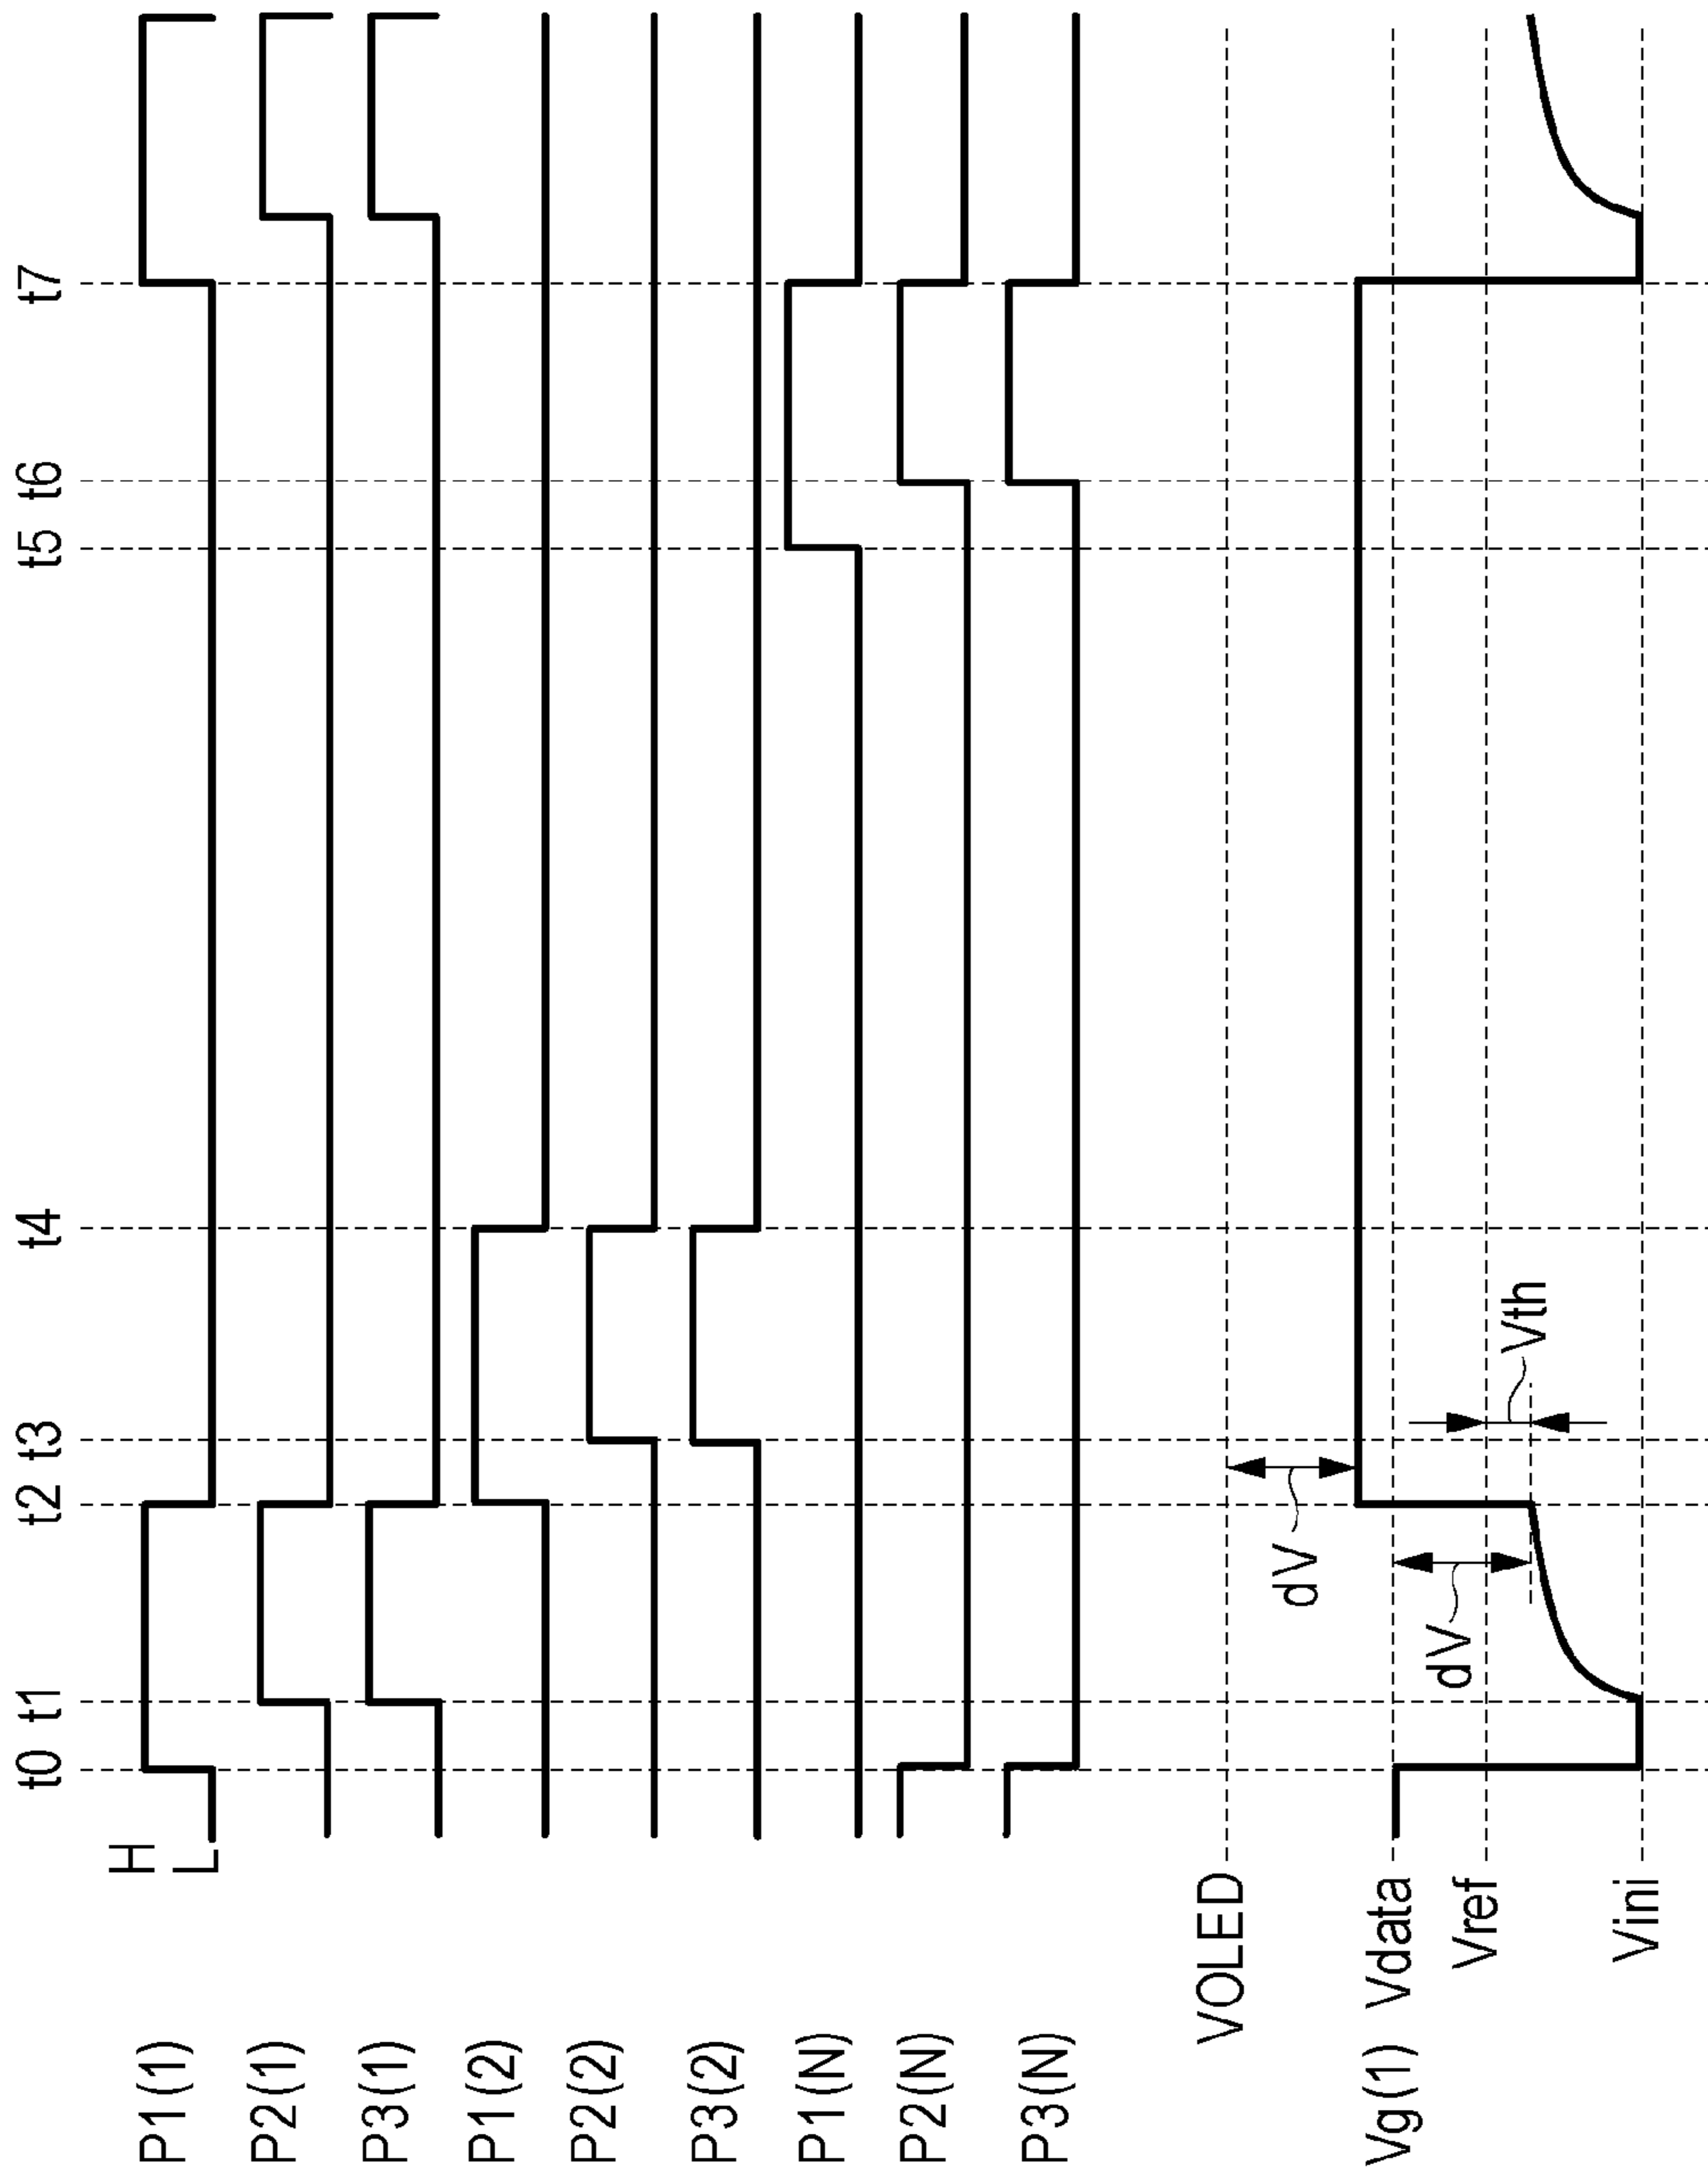 t0 t1 t2 t3 t4 t5 t6 t7
P1 (1) H
L
P2 (1)
P3 (1)
P1 (2)
P2 (2)
P3 (2)
P1 (N)
P2 (N)
P3 (N)
VOLED
dV
Vg (1) Vdata
dV
Vref
Vth
Vini